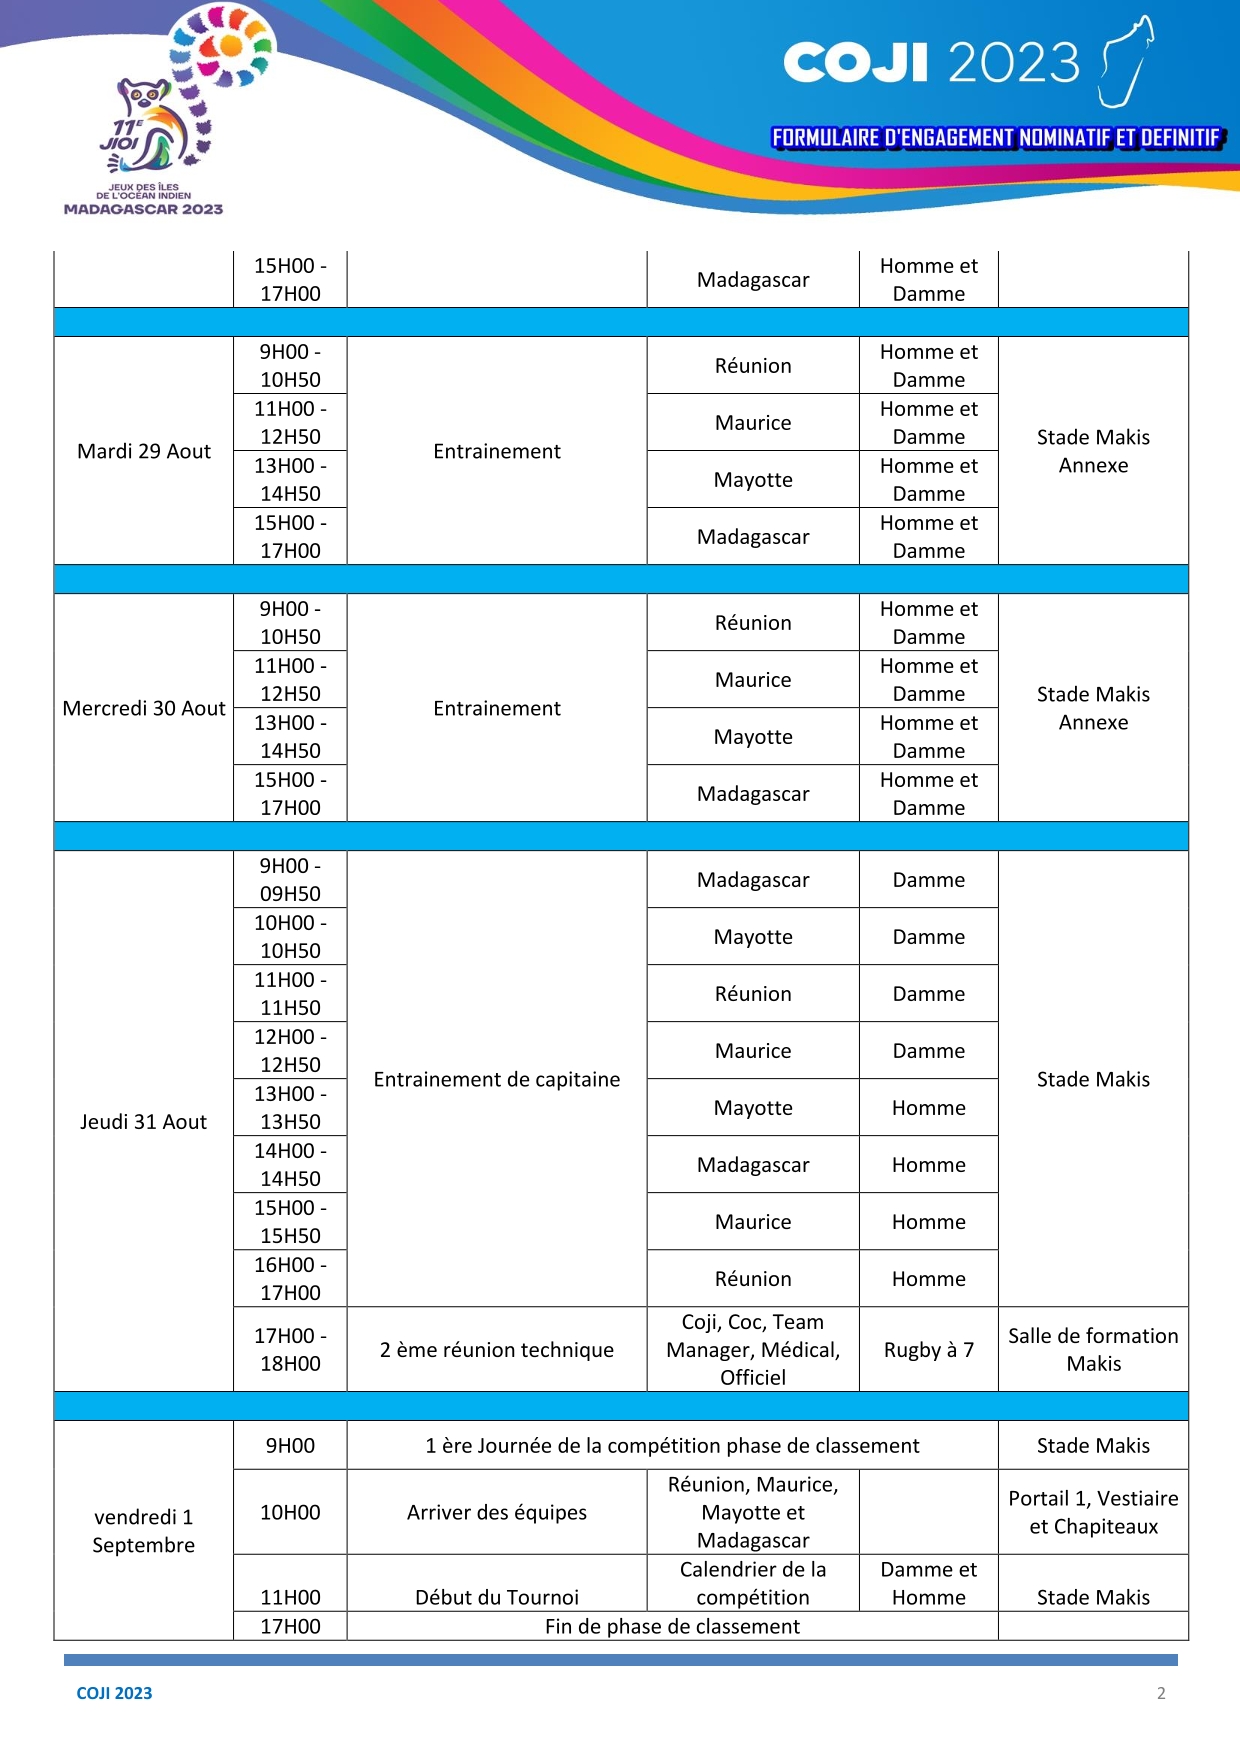 COJI 2023
FORMULAIRE D'ENGAGEMENT NOMINATIF ET DEFINITIF
11E
JIOI
JEUX DES ÎLES
DE L'OCÉAN INDIEN
MADAGASCAR 2023
15H00 -
17H00
Madagascar
Homme et
Damme
Mardi 29 Aout
9H00 -
10H50
Entrainement
Réunion
Homme et
Damme
Stade Makis
Annexe
11H00 -
12H50
Maurice
Homme et
Damme
13H00 -
14H50
Mayotte
Homme et
Damme
15H00 -
17H00
Madagascar
Homme et
Damme
Mercredi 30 Aout
9H00 -
10H50
Entrainement
Réunion
Homme et
Damme
Stade Makis
Annexe
11H00 -
12H50
Maurice
Homme et
Damme
13H00 -
14H50
Mayotte
Homme et
Damme
15H00 -
17H00
Madagascar
Homme et
Damme
Jeudi 31 Aout
9H00 -
09H50
Entrainement de capitaine
Madagascar
Damme
Stade Makis
10H00 -
10H50
Mayotte
Damme
11H00 -
11H50
Réunion
Damme
12H00 -
12H50
Maurice
Damme
13H00 -
13H50
Mayotte
Homme
14H00 -
14H50
Madagascar
Homme
15H00 -
15H50
Maurice
Homme
16H00 -
17H00
Réunion
Homme
17H00 -
18H00
2 ème réunion technique
Coji, Coc, Team
Manager, Médical,
Officiel
Rugby à 7
Salle de formation
Makis
vendredi 1
Septembre
9H00
1 ère Journée de la compétition phase de classement
Stade Makis
10H00
Arriver des équipes
Réunion, Maurice,
Mayotte et
Madagascar
Portail 1, Vestiaire
et Chapiteaux
11H00
Début du Tournoi
Calendrier de la
compétition
Damme et
Homme
Stade Makis
17H00
Fin de phase de classement
COJI 2023
2